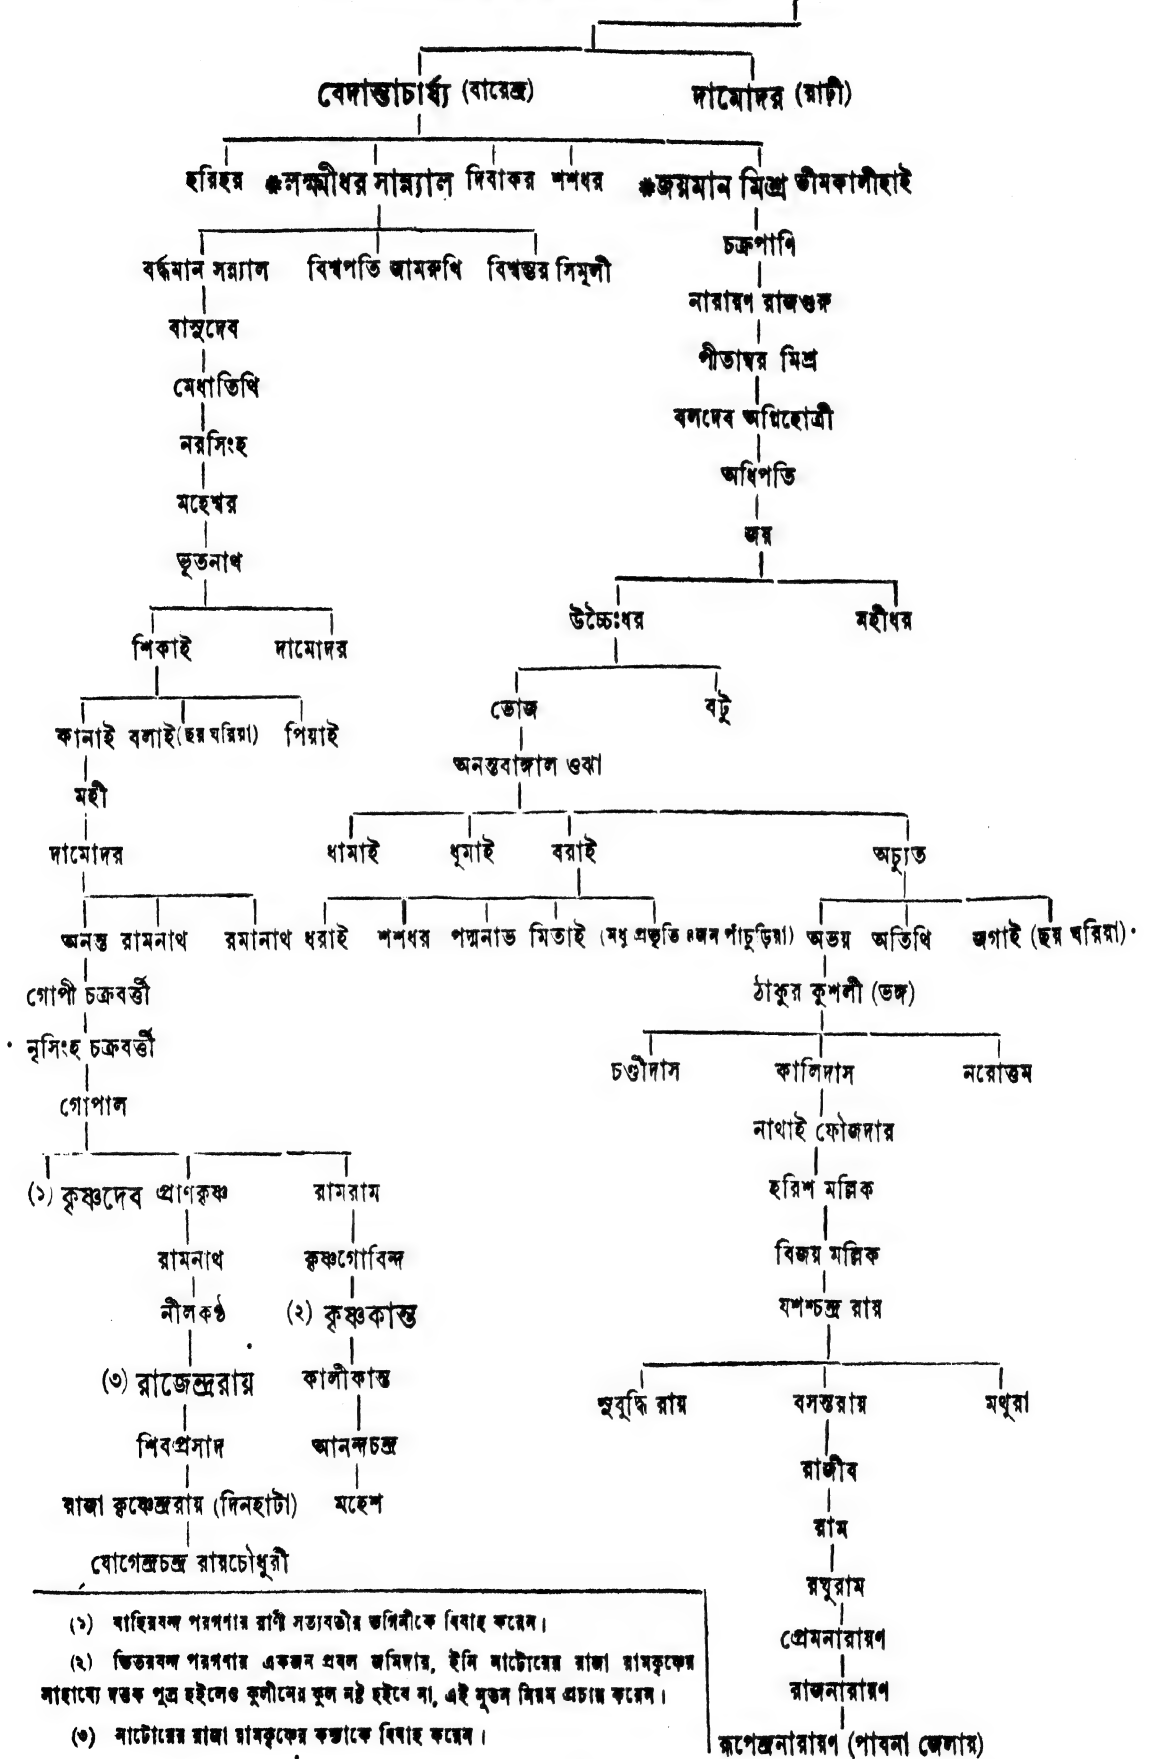 বেদান্তাচার্য্য (বারেন্দ্র) দামোদর (রাঢ়ী)
হরিহর *লক্ষ্মীধর সান্ন্যাল দিবাকর শশধর *জয়মান মিশ্র ভীমকালীহাই
চক্রপাণি
বর্দ্ধমান সন্ন্যাল বিশ্বপতি জামরুখি বিশ্বম্ভর সিমুলী
নারায়ণ রাজগুরু
বাসুদেব
পীতাম্বর মিশ্র
মেধাতিথি
বলদেব অগ্নিহোত্রী
নরসিংহ
অধিপতি
মহেশ্বর
জয়
ভূতনাথ
উচ্চৈঃধর মহীধর
শিকাই দামোদর
ভোজ বটু
কানাই বলাই (ছয় ঘরিয়া) পিয়াই
অনন্তবাঙ্গাল ওঝা
মহী
দামোদর ধামাই ধূমাই বরাই অচ্যুত
অনন্ত রামনাথ রমানাথ ধরাই শশধর পদ্মনাভ মিতাই (মধু প্রভৃতি ৪জন পাঁচুড়িয়া) অভয় অতিথি জগাই (ছয় ঘরিয়া)
গোপী চক্রবর্ত্তী ঠাকুর কুশলী (ভঙ্গ)
নৃসিংহ চক্রবর্ত্তী
চণ্ডীদাস কালিদাস নরোত্তম
গোপাল
নাথাই ফৌজদার
(১) কৃষ্ণদেব প্রাণকৃষ্ণ রামরাম হরিশ মল্লিক
রামনাথ কৃষ্ণগোবিন্দ বিজয় মল্লিক
নীলকণ্ঠ (২) কৃষ্ণকান্ত যশশ্চন্দ্র রায়
(৩) রাজেন্দ্ররায় কালীকান্ত
সুবুদ্ধি রায় বসন্তরায় মথুরা
শিবপ্রসাদ আনন্দচন্দ্র
রাজীব
রাজা কৃষ্ণেন্দ্ররায় (দিনহাটা) মহেশ
রাম
যোগেন্দ্রচন্দ্র রায়চৌধুরী
রঘুরাম
(১) বাহিরবন্দ পরগণার রাণী সত্যবতীর ভগিনীকে বিবাহ করেন।
প্রেমনারায়ণ
(২) ভিতরবন্দ পরগণার একজন প্রবল জমিদার, ইনি নাটোরের রাজা রামকৃষ্ণের
সাহায্যে দত্তক পুত্র হইলেও কুলীনের কুল নষ্ট হইবে না, এই নূতন নিয়ম প্রচার করেন।
রাজনারায়ণ
(৩) নাটোরের রাজা রামকৃষ্ণের কন্যাকে বিবাহ করেন।
রূপেন্দ্রনারায়ণ (পাবনা জেলায়)